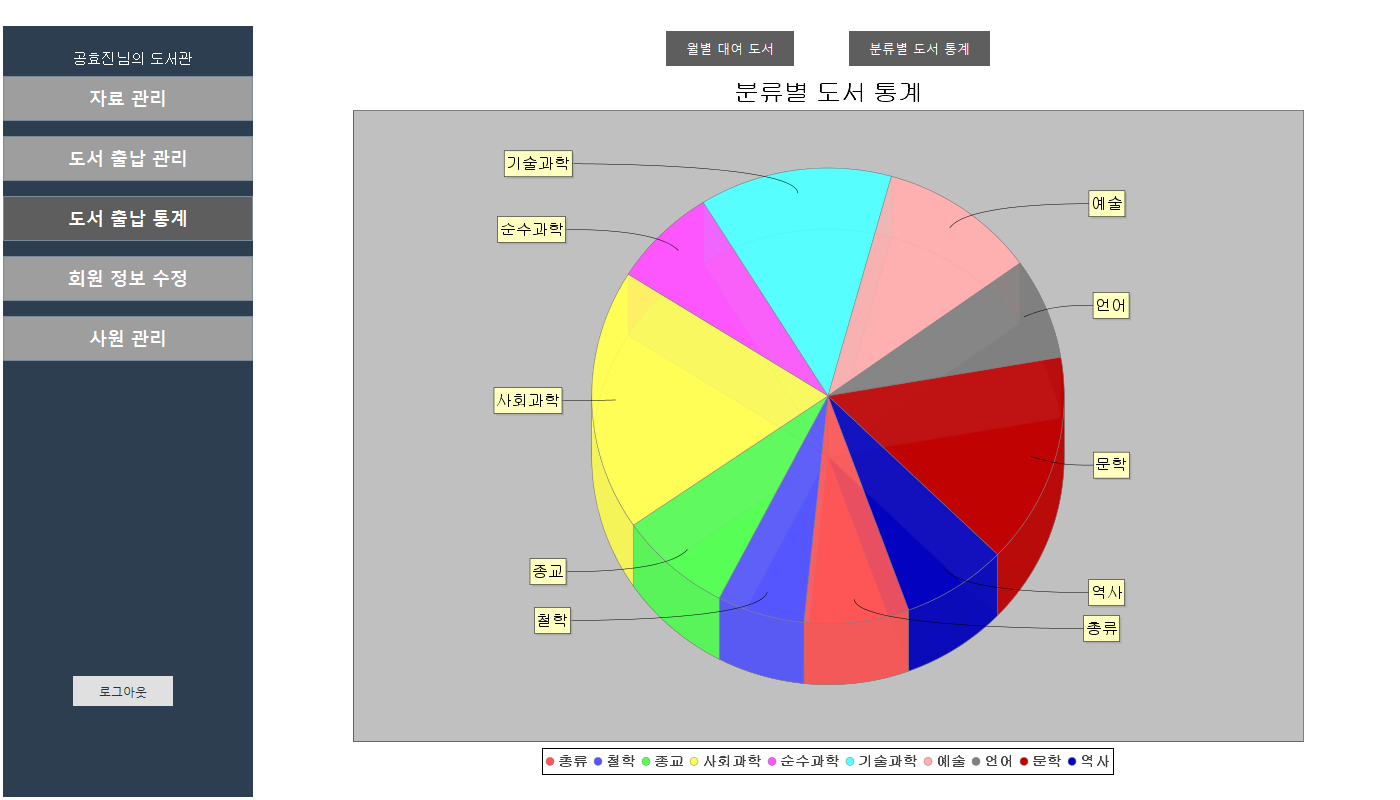 공효진님의 도서관
자료 관리
도서 출납 관리
도서 출납 통계
회원 정보 수정
사원 관리
로그아웃
월별 대여 도서
분류별 도서 통계
분류별 도서 통계
기술과학
예술
순수과학
언어
사회과학
문학
종교
역사
철학
총류
총류 철학 종교 사회과학 순수과학 기술과학 예술 언어 문학 역사